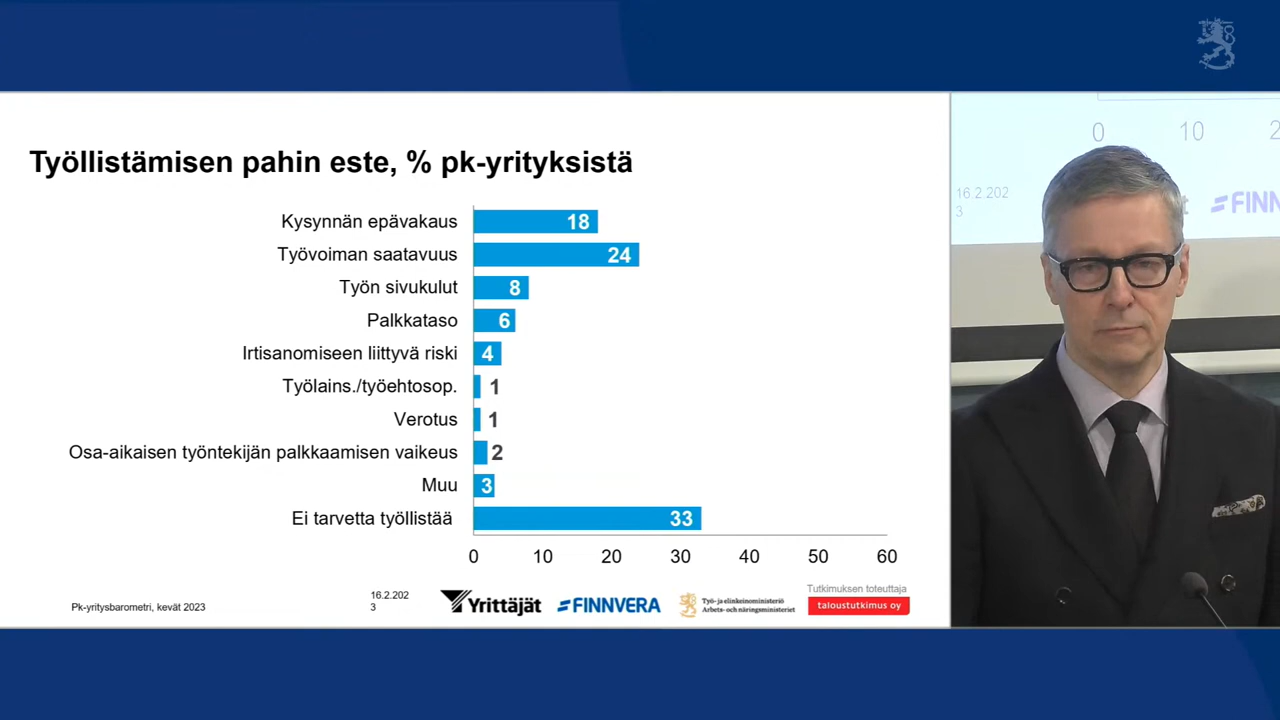 Työllistämisen pahin este, % pk-yrityksistä
Kysynnän epävakaus 18
Työvoiman saatavuus 24
Työn sivukulut 8
Palkkataso 6
Irtisanomiseen liittyvä riski 4
Työlains./työehtosop. 1
Verotus 1
Osa-aikaisen työntekijän palkkaamisen vaikeus 2
Muu 3
Ei tarvetta työllistää 33
0 10 20 30 40 50 60
Pk-yritysbarometri, kevät 2023
16.2.202
3
Yrittäjät
FINNVERA
Työ- ja elinkeinoministeriö
Arbets- och näringsministeriet
Tutkimuksen toteuttaja
taloustutkimus oy
0 10 2
16.2.202
3
t
FINN